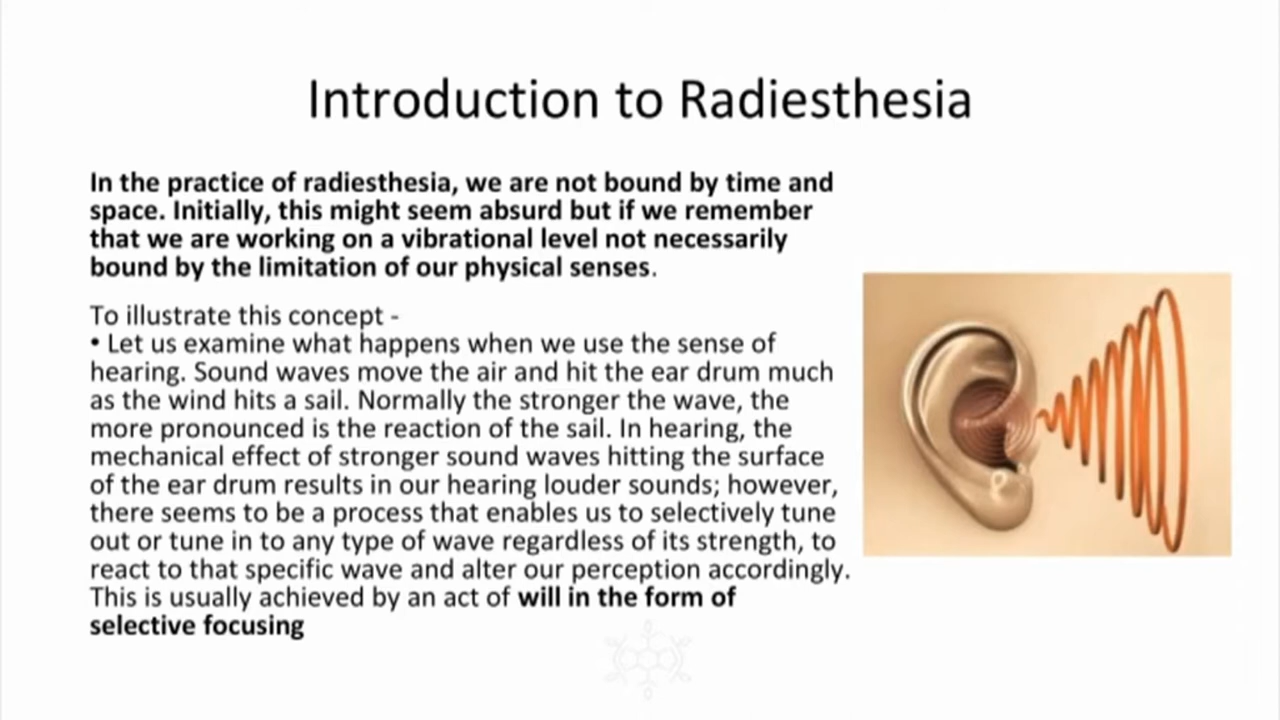 Introduction to Radiesthesia
In the practice of radiesthesia, we are not bound by time and
space. Initially, this might seem absurd but if we remember
that we are working on a vibrational level not necessarily
bound by the limitation of our physical senses.
To illustrate this concept -
• Let us examine what happens when we use the sense of
hearing. Sound waves move the air and hit the ear drum much
as the wind hits a sail. Normally the stronger the wave, the
more pronounced is the reaction of the sail. In hearing, the
mechanical effect of stronger sound waves hitting the surface
of the ear drum results in our hearing louder sounds; however,
there seems to be a process that enables us to selectively tune
out or tune in to any type of wave regardless of its strength, to
react to that specific wave and alter our perception accordingly.
This is usually achieved by an act of will in the form of
selective focusing